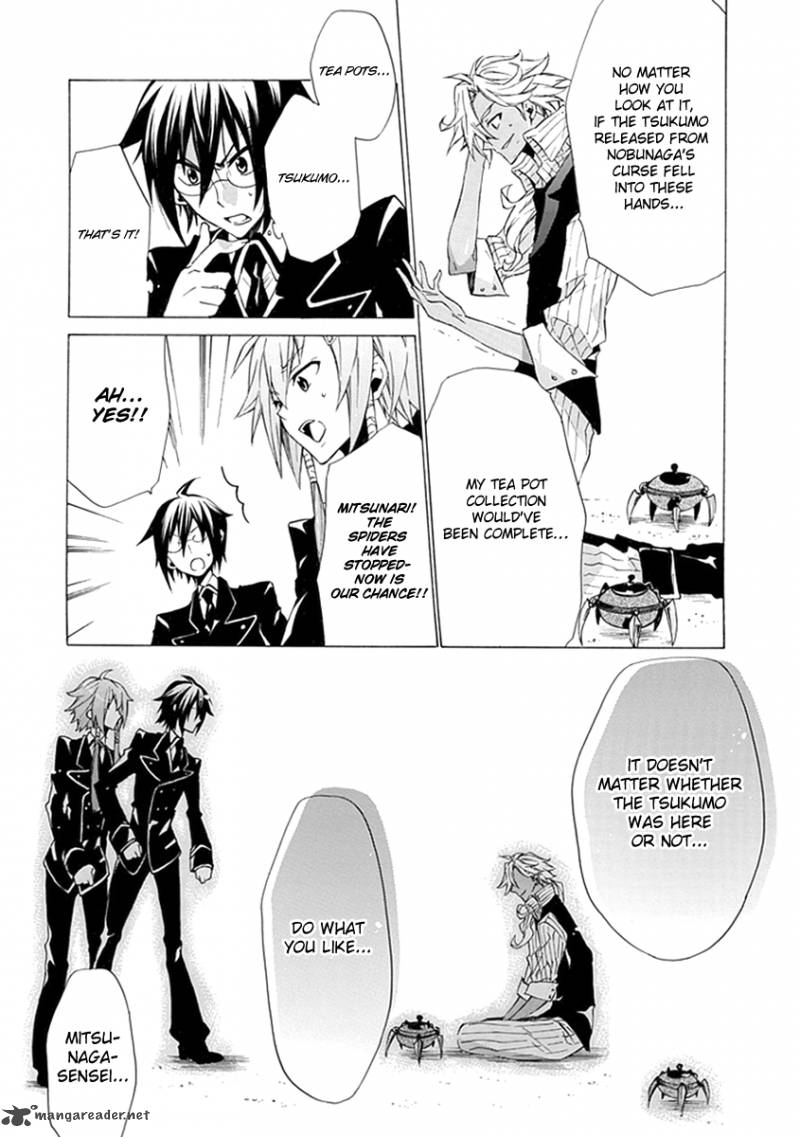 NO MATTER
HOW YOU
LOOK AT IT,
IF THE TSUKUMO
RELEASED FROM
NOBUNAGA'S
CURSE FELL
INTO THESE
HANDS...
MY TEA POT
COLLECTION
WOULD'VE
BEEN COMPLETE...
TEA POTS...
TSUKUMO...
THAT'S IT!
MITSUNARI!
THE
SPIDERS
HAVE
STOPPED-
NOW IS
OUR CHANCE!!
AH...
YES!!
IT DOESN'T
MATTER WHETHER
THE TSUKUMO
WAS HERE
OR NOT...
DO WHAT
YOU LIKE...
MITSU-
NAGA-
SENSEI...
mangareader.net